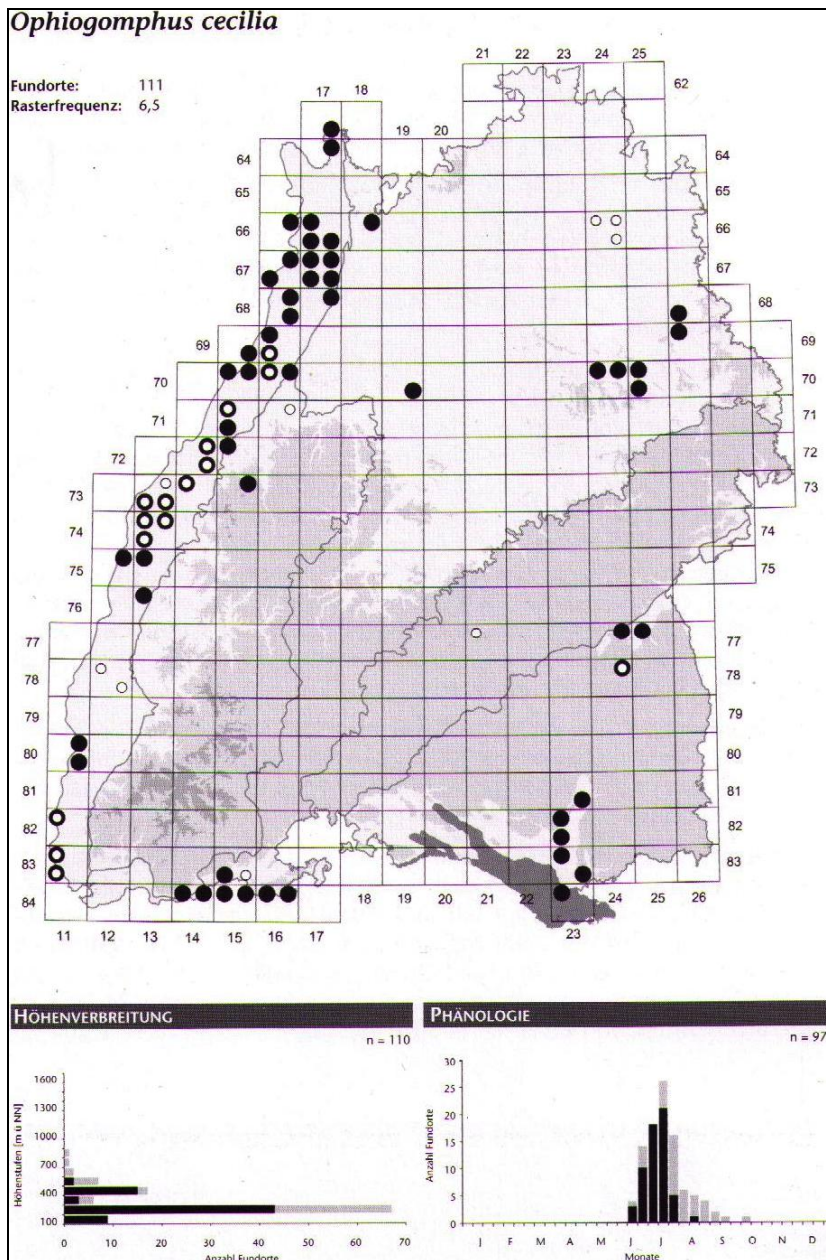 Ophiogomphus cecilia
Fundorte: 111
Rasterfrequenz: 6,5
21 22 23 24 25
62
17 18
19 20
64 64
65 65
66 66
67 67
68 68
69 69
70 70
71 71
72 72
73 73
74 74
75 75
76
77 77
78 78
79 79
80 80
81 81
82 82
83 83
84 18 19 20 21 22 24 25 26
11 12 13 14 15 16 17 23
HÖHENVERBREITUNG
n = 110
Höhenstufen [m ü NN]
1600
1300
1000
700
400
100
0 10 20 30 40 50 60 70
Anzahl Fundorte
PHÄNOLOGIE
n = 97
Anzahl Fundorte
30
25
20
15
10
5
0
J F M A M J J A S O N D
Monate